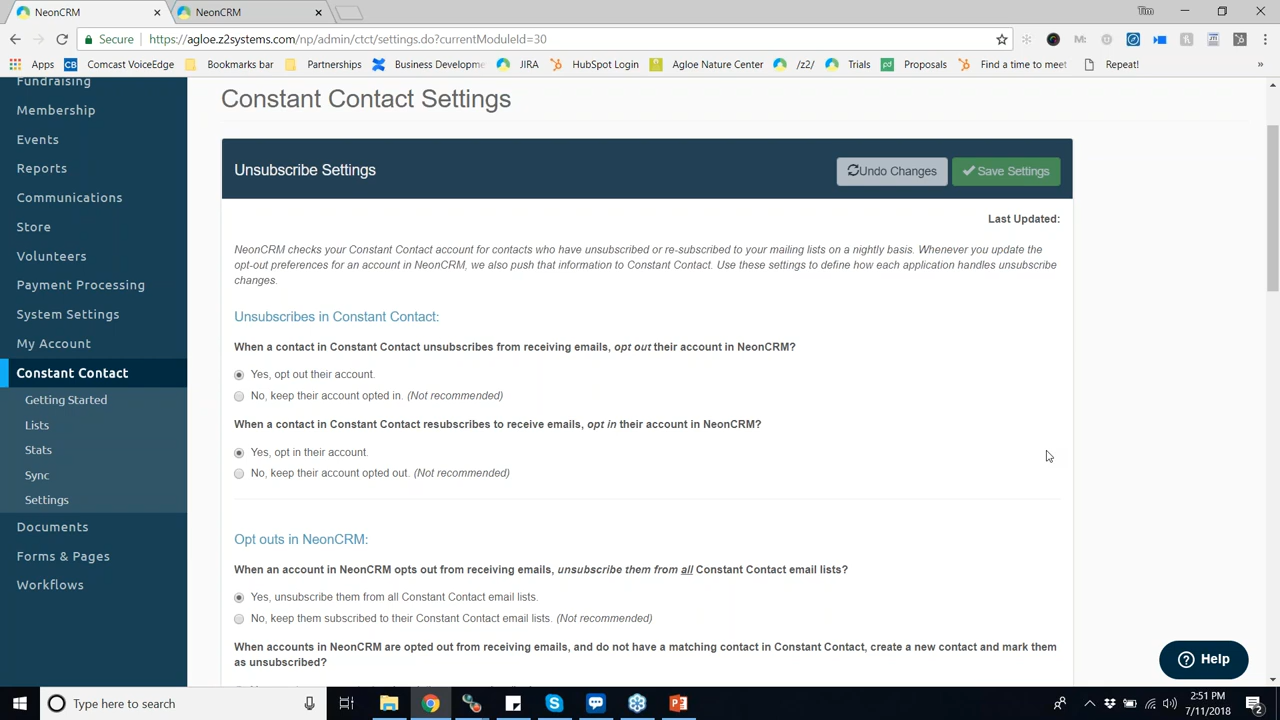 NeonCRM
NeonCRM
Tim
Secure
https://agloe.z2systems.com/np/admin/ctct/settings.do?currentModuleId=30
Apps
Comcast VoiceEdge
Bookmarks bar
Partnerships
Business Developme
JIRA
HubSpot Login
Agloe Nature Center
/z2/
Trials
Proposals
Find a time to meet
Repeat!
»
Fundraising
Membership
Events
Reports
Communications
Store
Volunteers
Payment Processing
System Settings
My Account
Constant Contact
Getting Started
Lists
Stats
Sync
Settings
Documents
Forms & Pages
Workflows
Constant Contact Settings
Unsubscribe Settings
Undo Changes
Save Settings
Last Updated:
NeonCRM checks your Constant Contact account for contacts who have unsubscribed or re-subscribed to your mailing lists on a nightly basis. Whenever you update the
opt-out preferences for an account in NeonCRM, we also push that information to Constant Contact. Use these settings to define how each application handles unsubscribe
changes.
Unsubscribes in Constant Contact:
When a contact in Constant Contact unsubscribes from receiving emails, opt out their account in NeonCRM?
Yes, opt out their account.
No, keep their account opted in. (Not recommended)
When a contact in Constant Contact resubscribes to receive emails, opt in their account in NeonCRM?
Yes, opt in their account.
No, keep their account opted out. (Not recommended)
Opt outs in NeonCRM:
When an account in NeonCRM opts out from receiving emails, unsubscribe them from all Constant Contact email lists?
Yes, unsubscribe them from all Constant Contact email lists.
No, keep them subscribed to their Constant Contact email lists. (Not recommended)
When accounts in NeonCRM are opted out from receiving emails, and do not have a matching contact in Constant Contact, create a new contact and mark them
as unsubscribed?
Help
Type here to search
2:51 PM
7/11/2018